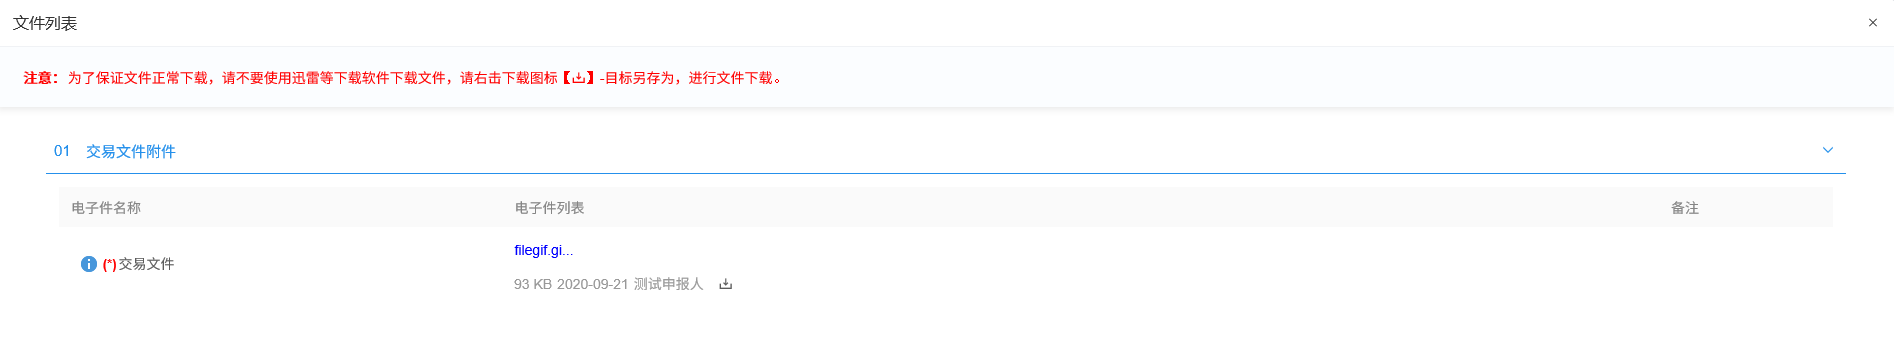 文件列表
×
注意：为了保证文件正常下载，请不要使用迅雷等下载软件下载文件，请右击下载图标【】-目标另存为，进行文件下载。
01 交易文件附件
电子件名称 电子件列表 备注
filegif.gi...
(*)交易文件
93 KB 2020-09-21 测试申报人